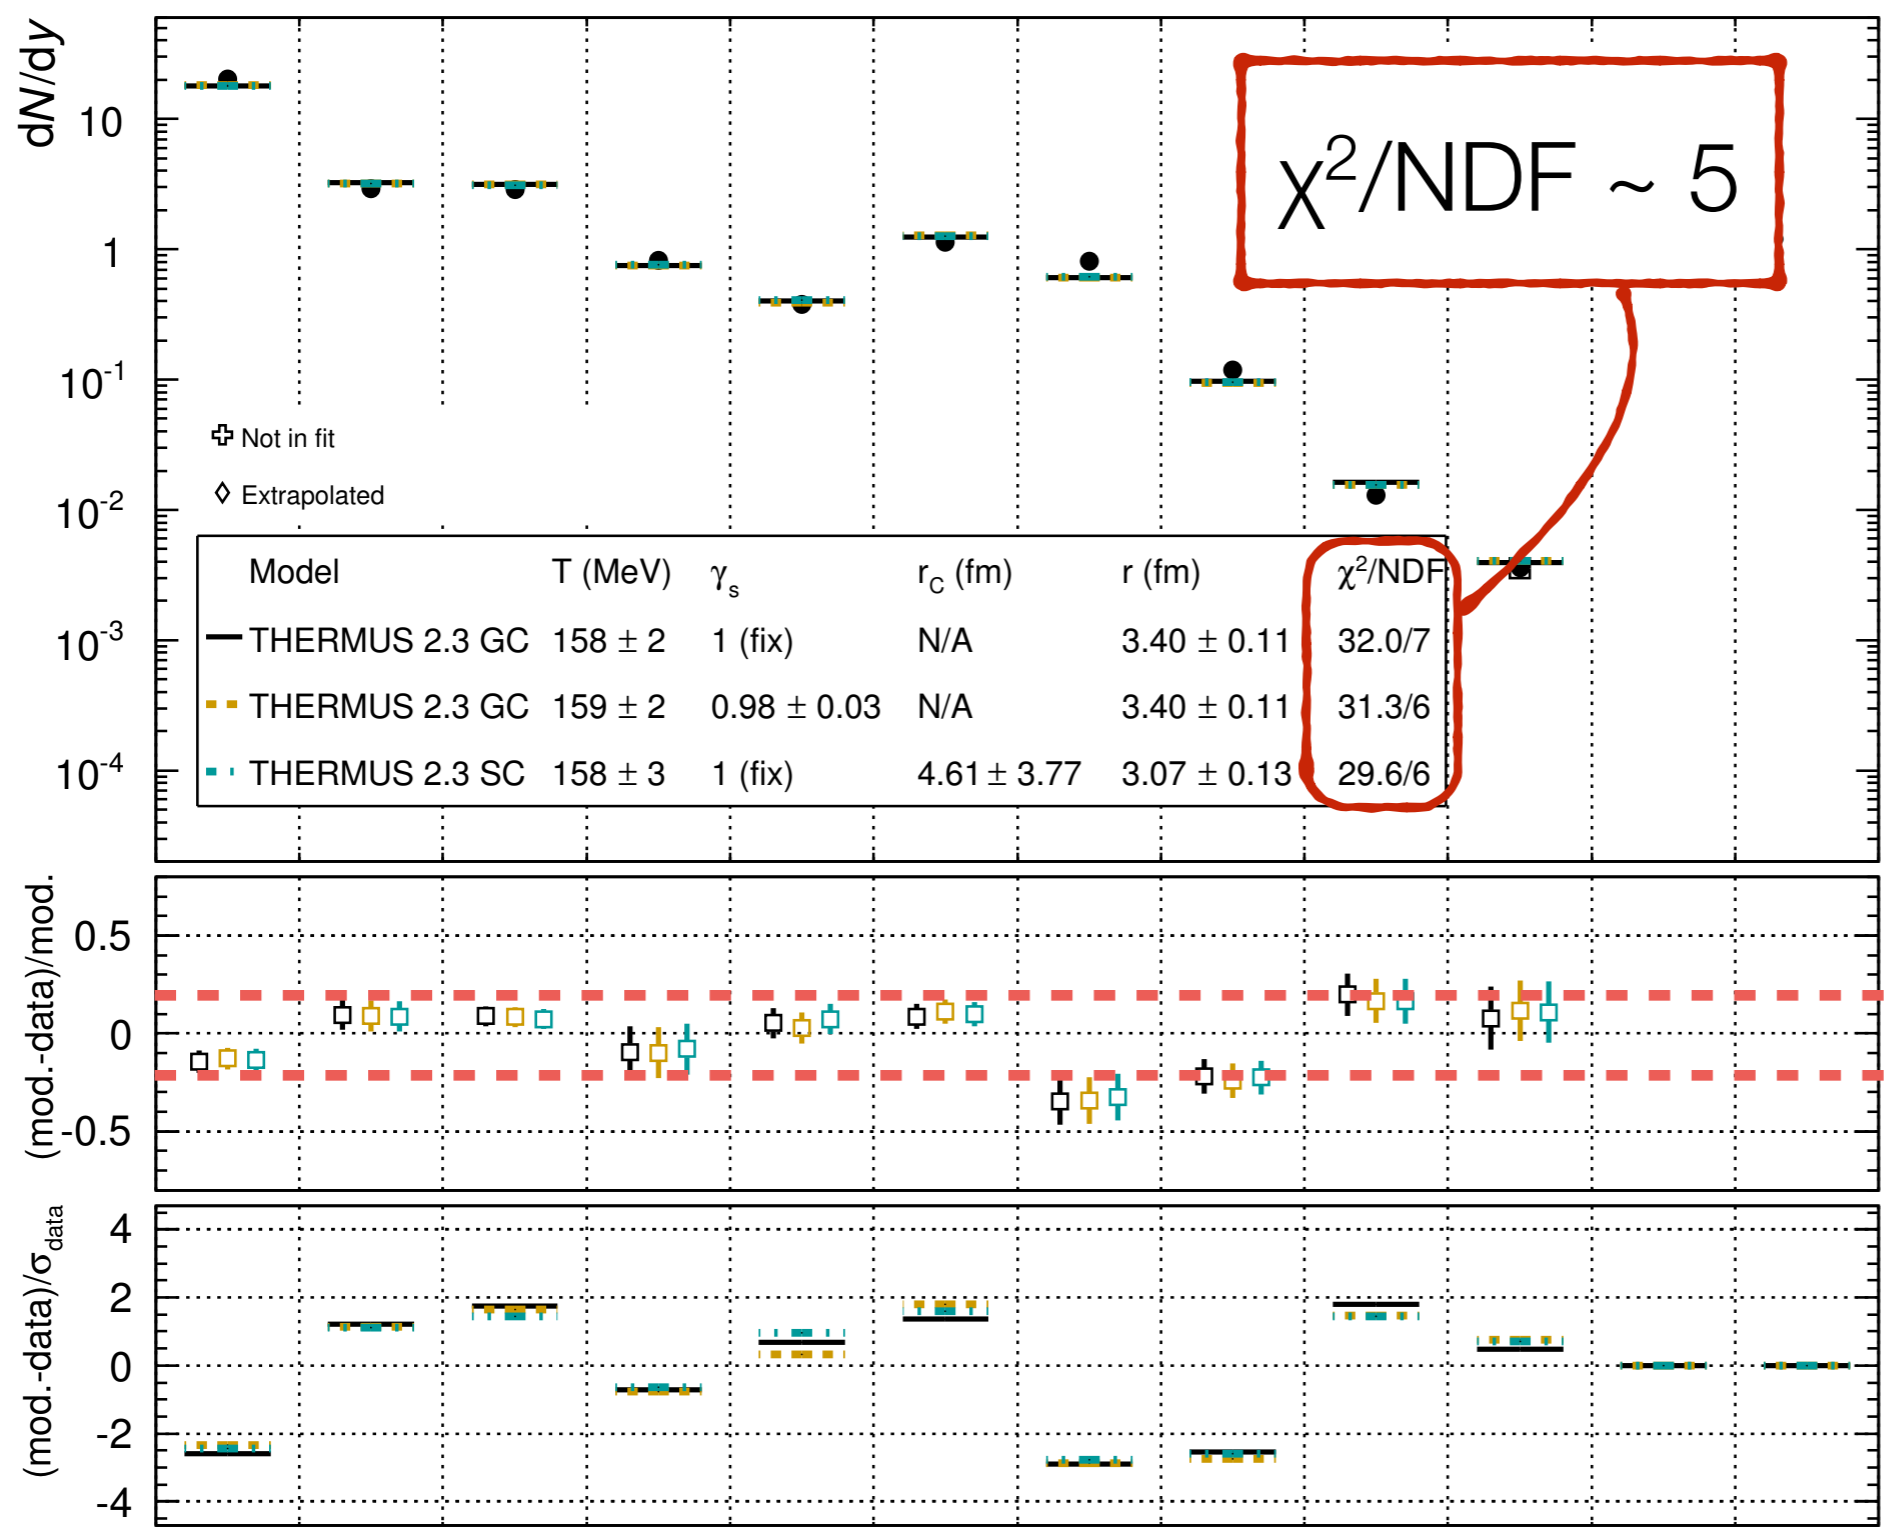 dN/dy
10
1
10⁻¹
10⁻²
10⁻³
10⁻⁴
χ²/NDF ~ 5
Not in fit
Extrapolated
Model T (MeV) γₛ r_C (fm) r (fm) χ²/NDF
THERMUS 2.3 GC 158 ± 2 1 (fix) N/A 3.40 ± 0.11 32.0/7
THERMUS 2.3 GC 159 ± 2 0.98 ± 0.03 N/A 3.40 ± 0.11 31.3/6
THERMUS 2.3 SC 158 ± 3 1 (fix) 4.61 ± 3.77 3.07 ± 0.13 29.6/6
(mod.-data)/mod.
0.5
0
-0.5
(mod.-data)/σ_data
4
2
0
-2
-4